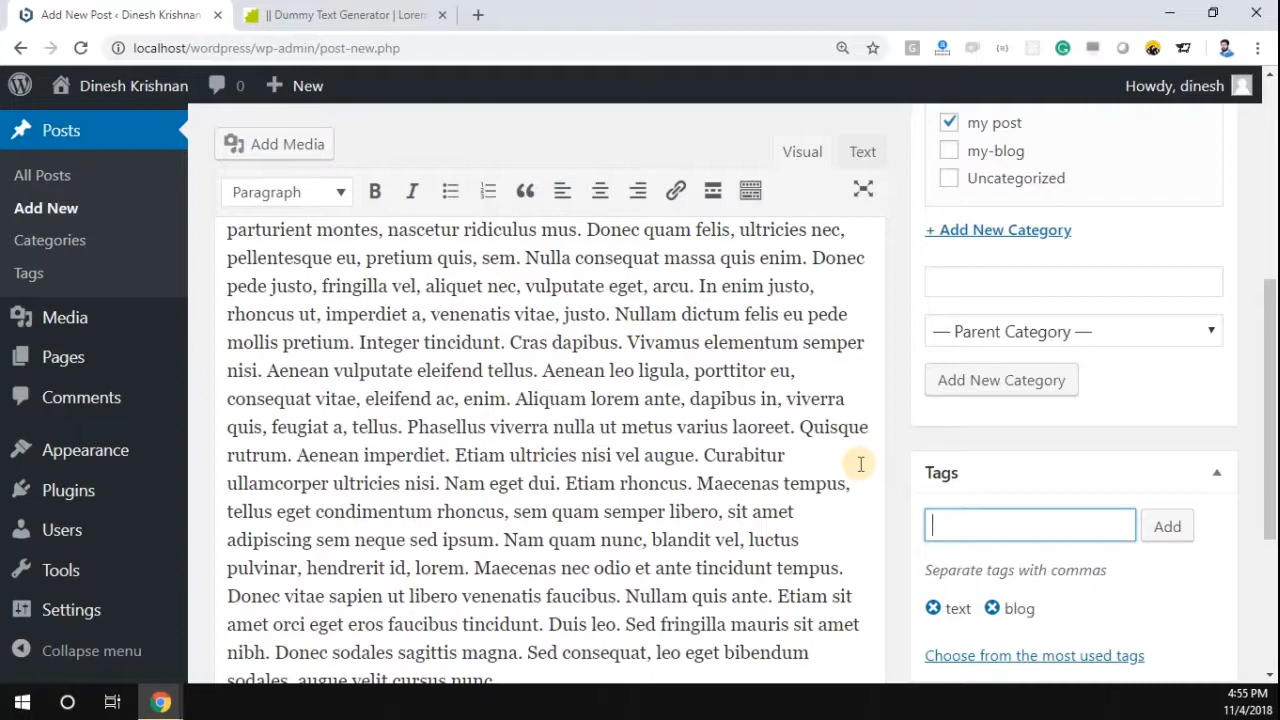 Add New Post ‹ Dinesh Krishnan
|| Dummy Text Generator | Lorem
localhost/wordpress/wp-admin/post-new.php
Dinesh Krishnan
0
New
Howdy, dinesh
Posts
All Posts
Add New
Categories
Tags
Media
Pages
Comments
Appearance
Plugins
Users
Tools
Settings
Collapse menu
Add Media
Visual
Text
Paragraph
B
I
parturient montes, nascetur ridiculus mus. Donec quam felis, ultricies nec,
pellentesque eu, pretium quis, sem. Nulla consequat massa quis enim. Donec
pede justo, fringilla vel, aliquet nec, vulputate eget, arcu. In enim justo,
rhoncus ut, imperdiet a, venenatis vitae, justo. Nullam dictum felis eu pede
mollis pretium. Integer tincidunt. Cras dapibus. Vivamus elementum semper
nisi. Aenean vulputate eleifend tellus. Aenean leo ligula, porttitor eu,
consequat vitae, eleifend ac, enim. Aliquam lorem ante, dapibus in, viverra
quis, feugiat a, tellus. Phasellus viverra nulla ut metus varius laoreet. Quisque
rutrum. Aenean imperdiet. Etiam ultricies nisi vel augue. Curabitur
ullamcorper ultricies nisi. Nam eget dui. Etiam rhoncus. Maecenas tempus,
tellus eget condimentum rhoncus, sem quam semper libero, sit amet
adipiscing sem neque sed ipsum. Nam quam nunc, blandit vel, luctus
pulvinar, hendrerit id, lorem. Maecenas nec odio et ante tincidunt tempus.
Donec vitae sapien ut libero venenatis faucibus. Nullam quis ante. Etiam sit
amet orci eget eros faucibus tincidunt. Duis leo. Sed fringilla mauris sit amet
nibh. Donec sodales sagittis magna. Sed consequat, leo eget bibendum
sodales, augue velit cursus nunc
my post
my-blog
Uncategorized
+ Add New Category
— Parent Category —
Add New Category
Tags
Add
Separate tags with commas
text
blog
Choose from the most used tags
4:55 PM
11/4/2018